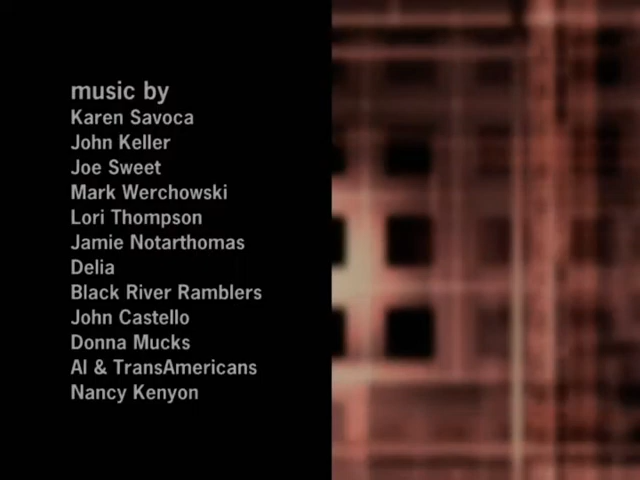 music by
Karen Savoca
John Keller
Joe Sweet
Mark Werchowski
Lori Thompson
Jamie Notarthomas
Delia
Black River Ramblers
John Castello
Donna Mucks
Al & TransAmericans
Nancy Kenyon